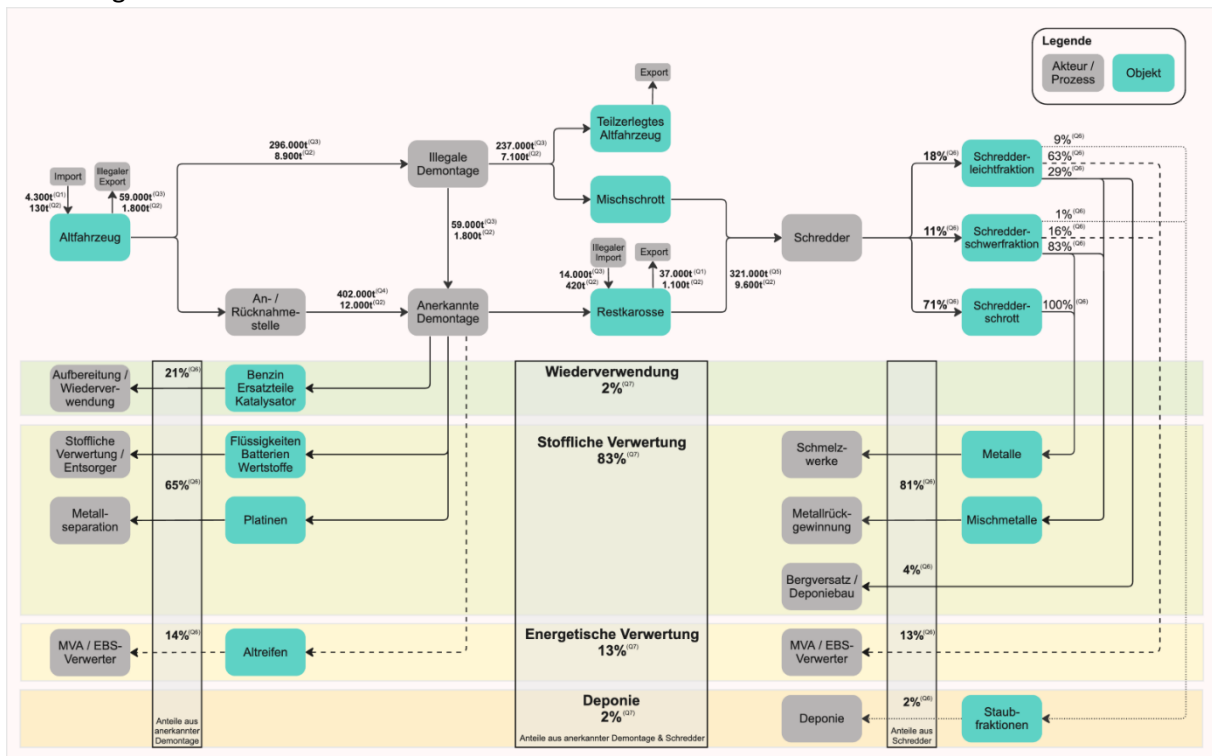 Legende
Akteur /
Prozess
Objekt
Export
Teilzerlegtes
Altfahrzeug
296.000t(Q3)
8.900t(Q2)
Illegale
Demontage
237.000t(Q3)
7.100t(Q2)
Import
Illegaler
Export
4.300t(Q1)
130t(Q2)
59.000t(Q3)
1.800t(Q2)
Altfahrzeug
Mischschrott
59.000t(Q3)
1.800t(Q2)
Schredder
18%(Q6)
Schredder-
leichtfraktion
9%(Q6)
63%(Q6)
29%(Q6)
11%(Q6)
Schredder-
schwerfraktion
1%(Q6)
16%(Q6)
83%(Q6)
71%(Q6)
Schredder-
schrott
100%(Q6)
An- /
Rücknahme-
stelle
402.000t(Q4)
12.000t(Q2)
Anerkannte
Demontage
Illegaler
Import
Export
14.000t(Q3)
420t(Q2)
37.000t(Q1)
1.100t(Q2)
Restkarosse
321.000t(Q5)
9.600t(Q2)
Aufbereitung /
Wiederver-
wendung
21%(Q6)
Benzin
Ersatzteile
Katalysator
Wiederverwendung
2%(Q7)
Stoffliche
Verwertung /
Entsorger
65%(Q6)
Flüssigkeiten
Batterien
Wertstoffe
Stoffliche Verwertung
83%(Q7)
Schmelz-
werke
81%(Q6)
Metalle
Metall-
separation
Platinen
Metallrück-
gewinnung
Mischmetalle
Bergversatz /
Deponiebau
4%(Q6)
MVA / EBS-
Verwerter
14%(Q6)
Altreifen
Energetische Verwertung
13%(Q7)
MVA / EBS-
Verwerter
13%(Q6)
Deponie
2%(Q7)
Deponie
2%(Q6)
Staub-
fraktionen
Anteile aus
anerkannter
Demontage
Anteile aus anerkannter Demontage & Schredder
Anteile aus
Schredder